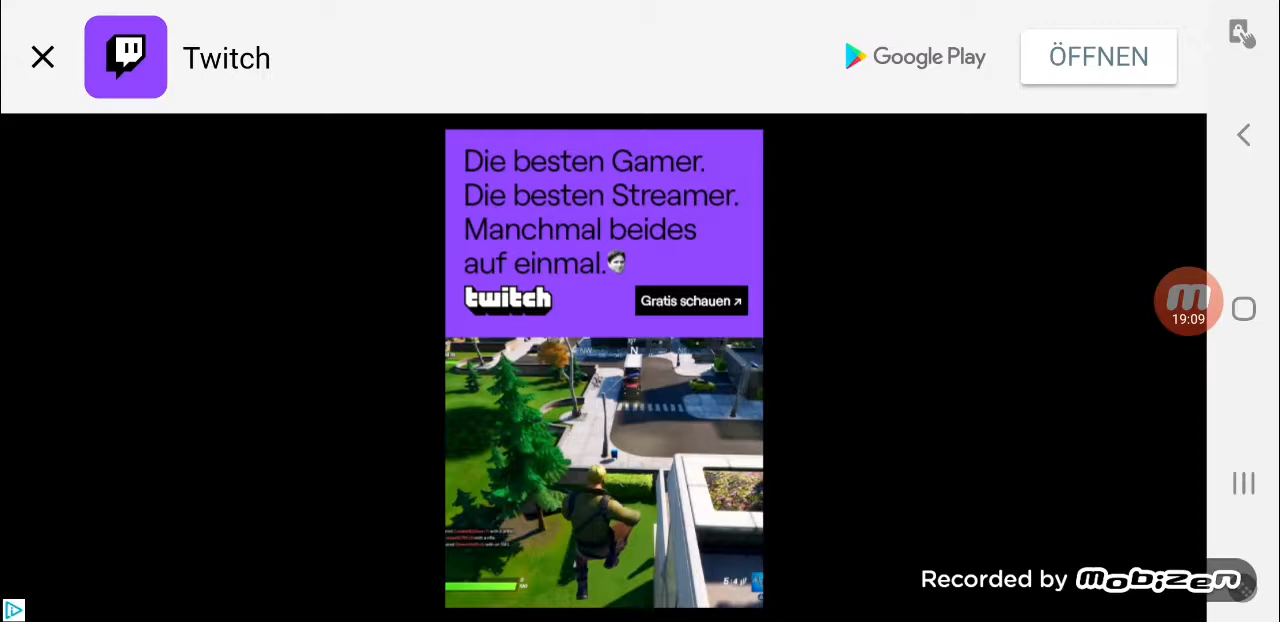 Twitch
Google Play
ÖFFNEN
Die besten Gamer.
Die besten Streamer.
Manchmal beides
auf einmal.
twitch
Gratis schauen ↗
NW
N
19:09
Recorded by mobizen